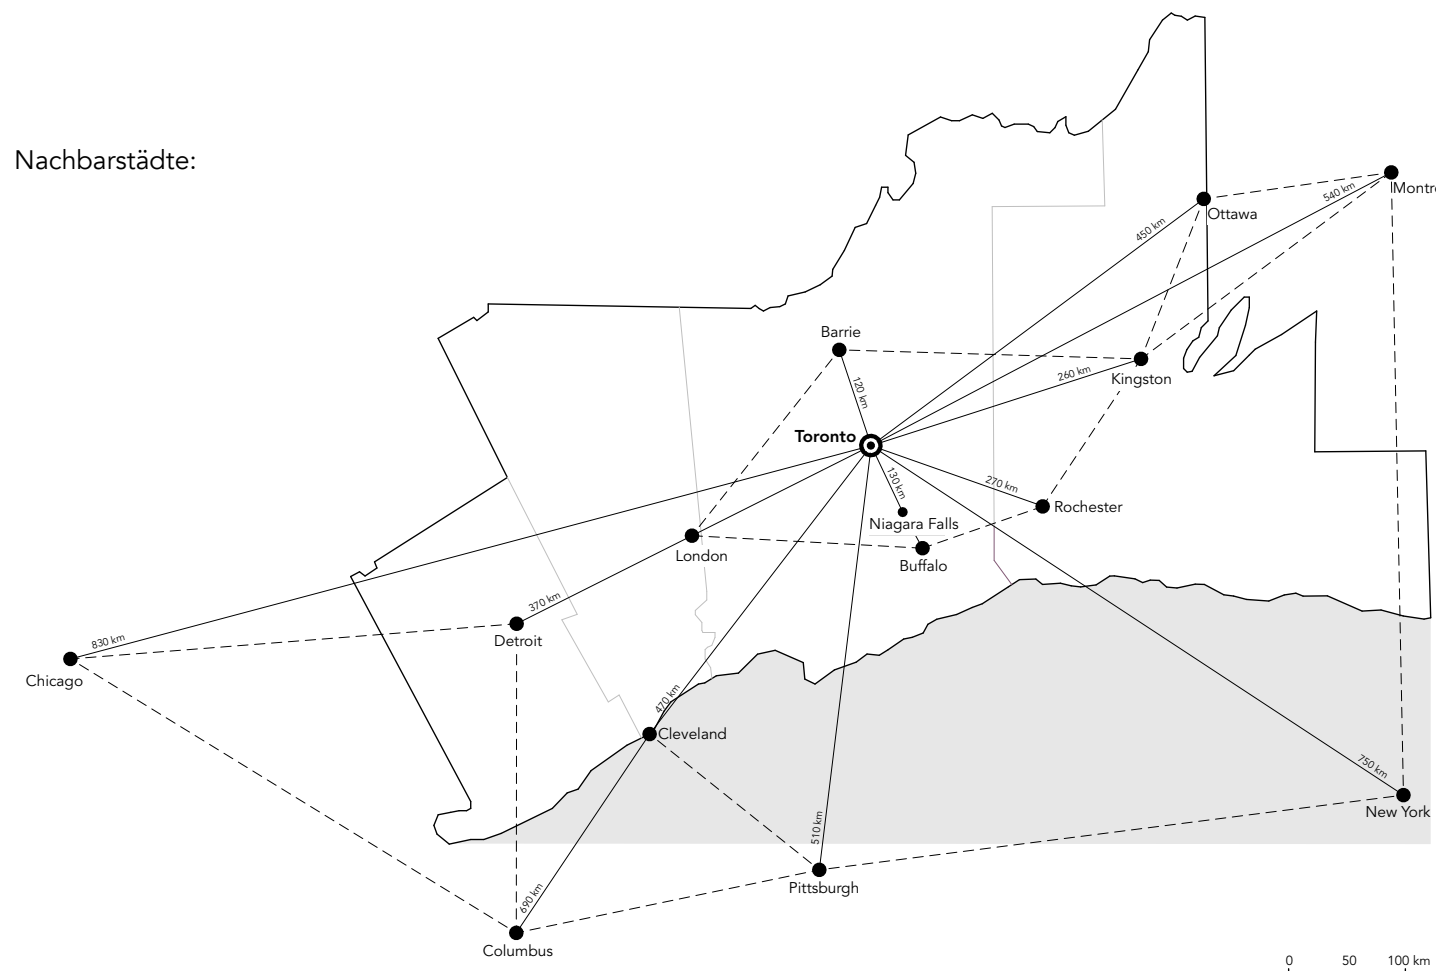 Nachbarstädte:
540 km
Ottawa
450 km
Barrie
120 km
260 km
Kingston
Toronto
130 km
270 km
Niagara Falls
Rochester
London
Buffalo
370 km
Detroit
830 km
Chicago
470 km
Cleveland
750 km
New York
510 km
Pittsburgh
690 km
Columbus
0 50 100 km